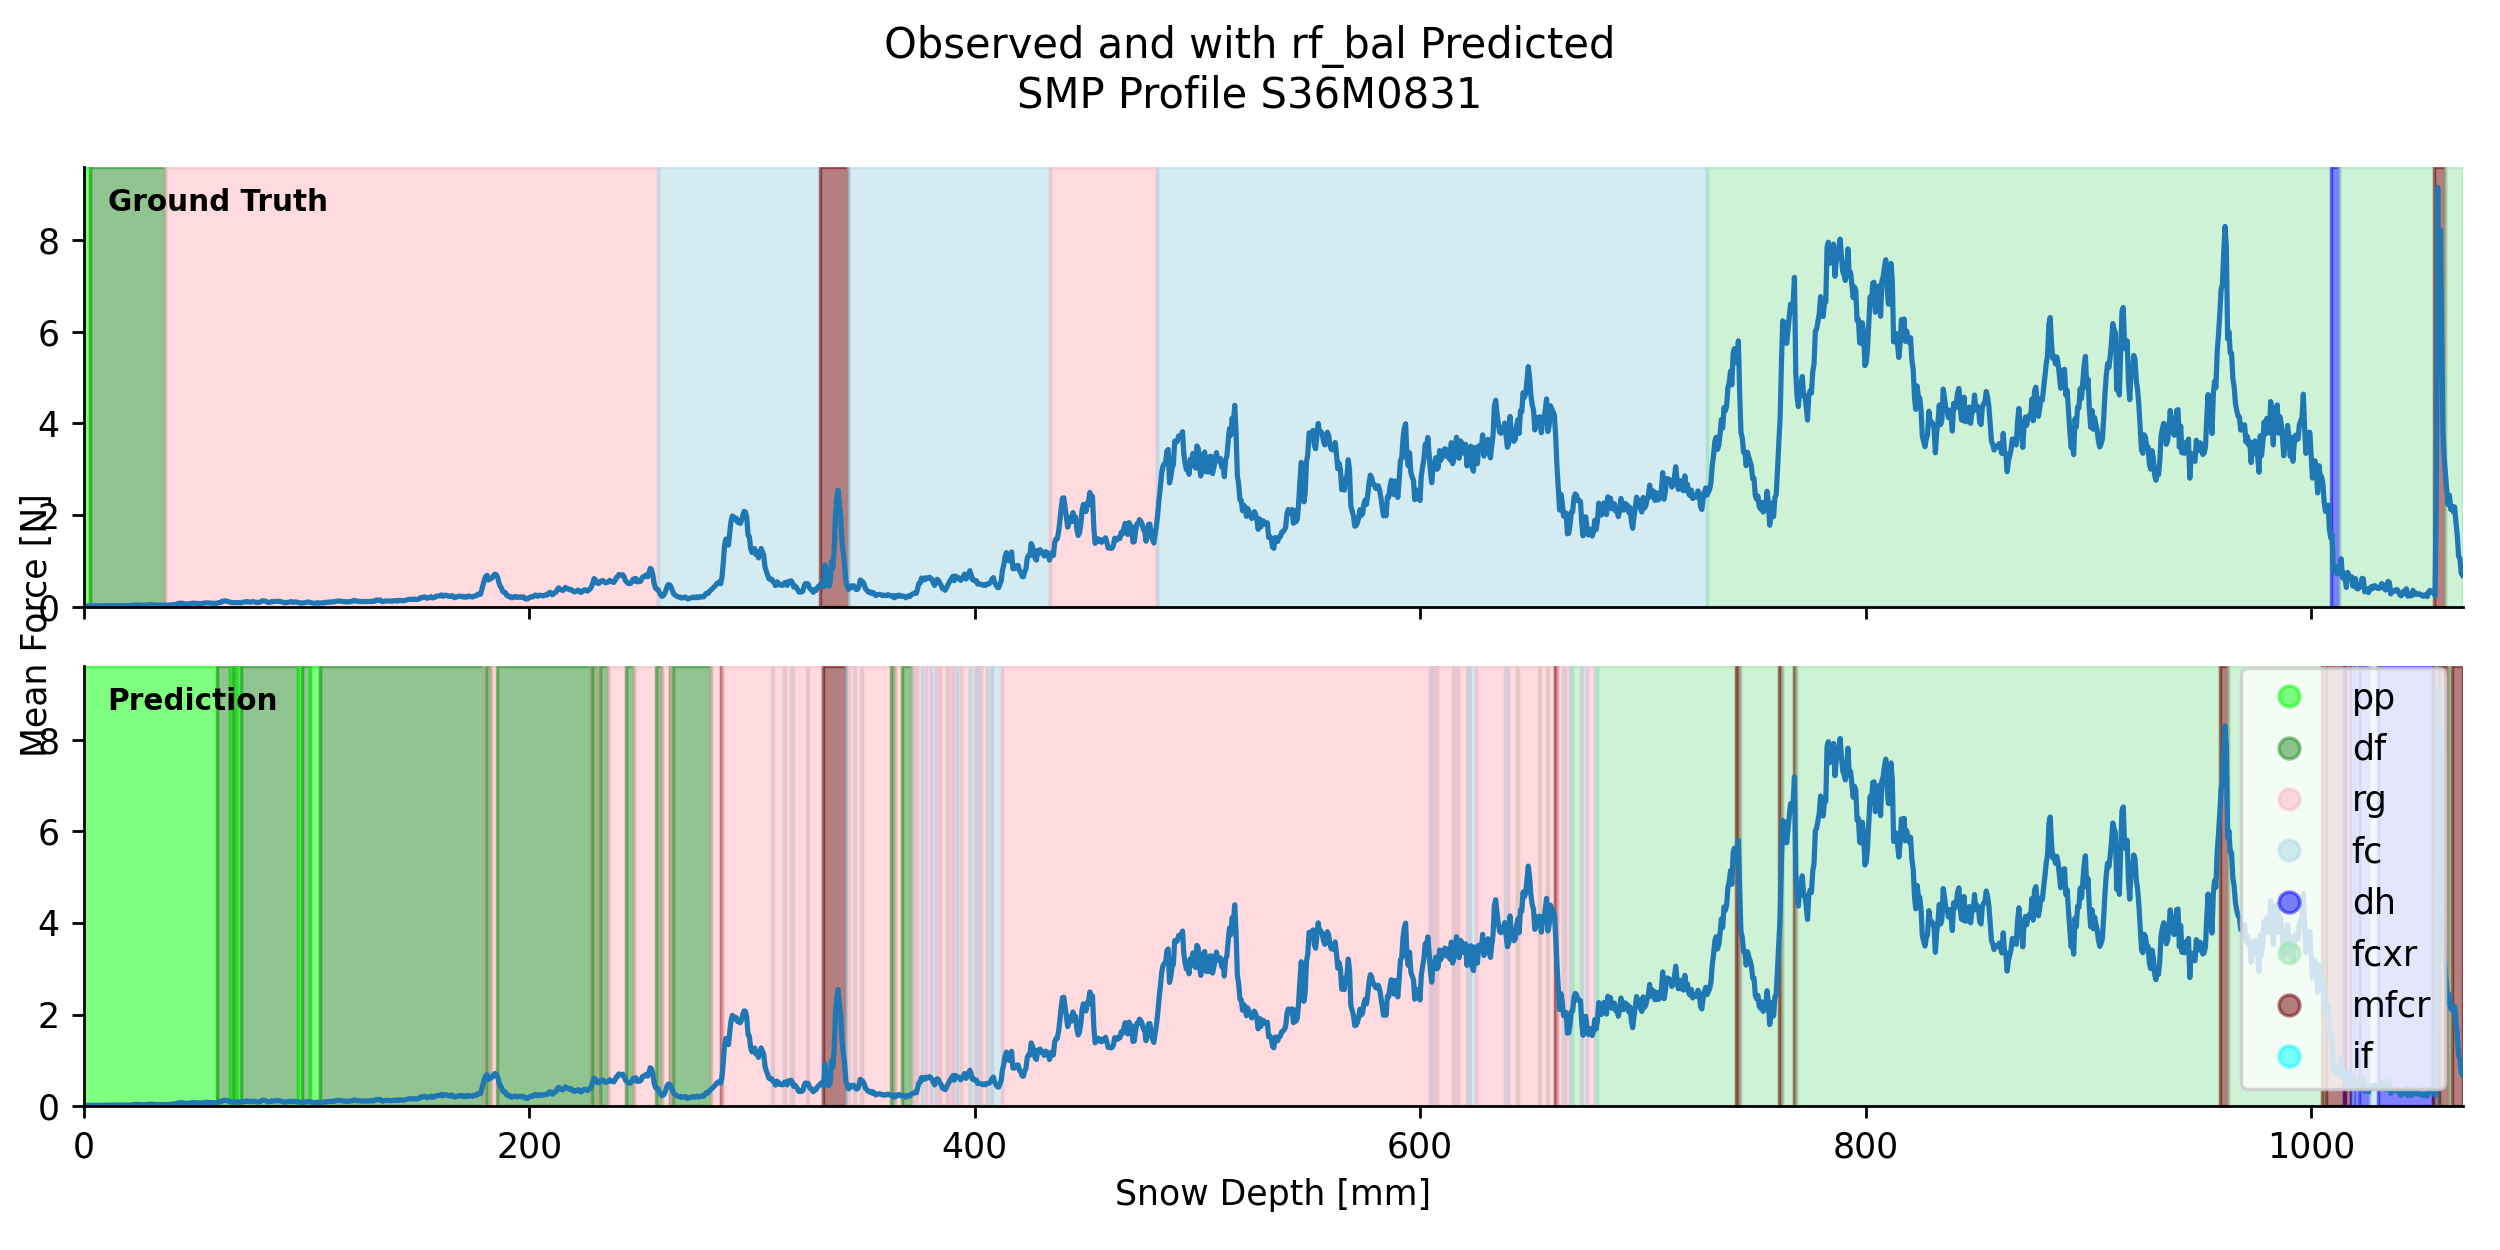 Observed and with rf_bal Predicted
SMP Profile S36M0831
Ground Truth
8
6
4
2
0
Mean Force [N]
Prediction
8
6
4
2
0
pp
df
rg
fc
dh
fcxr
mfcr
if
0 200 400 600 800 1000
Snow Depth [mm]